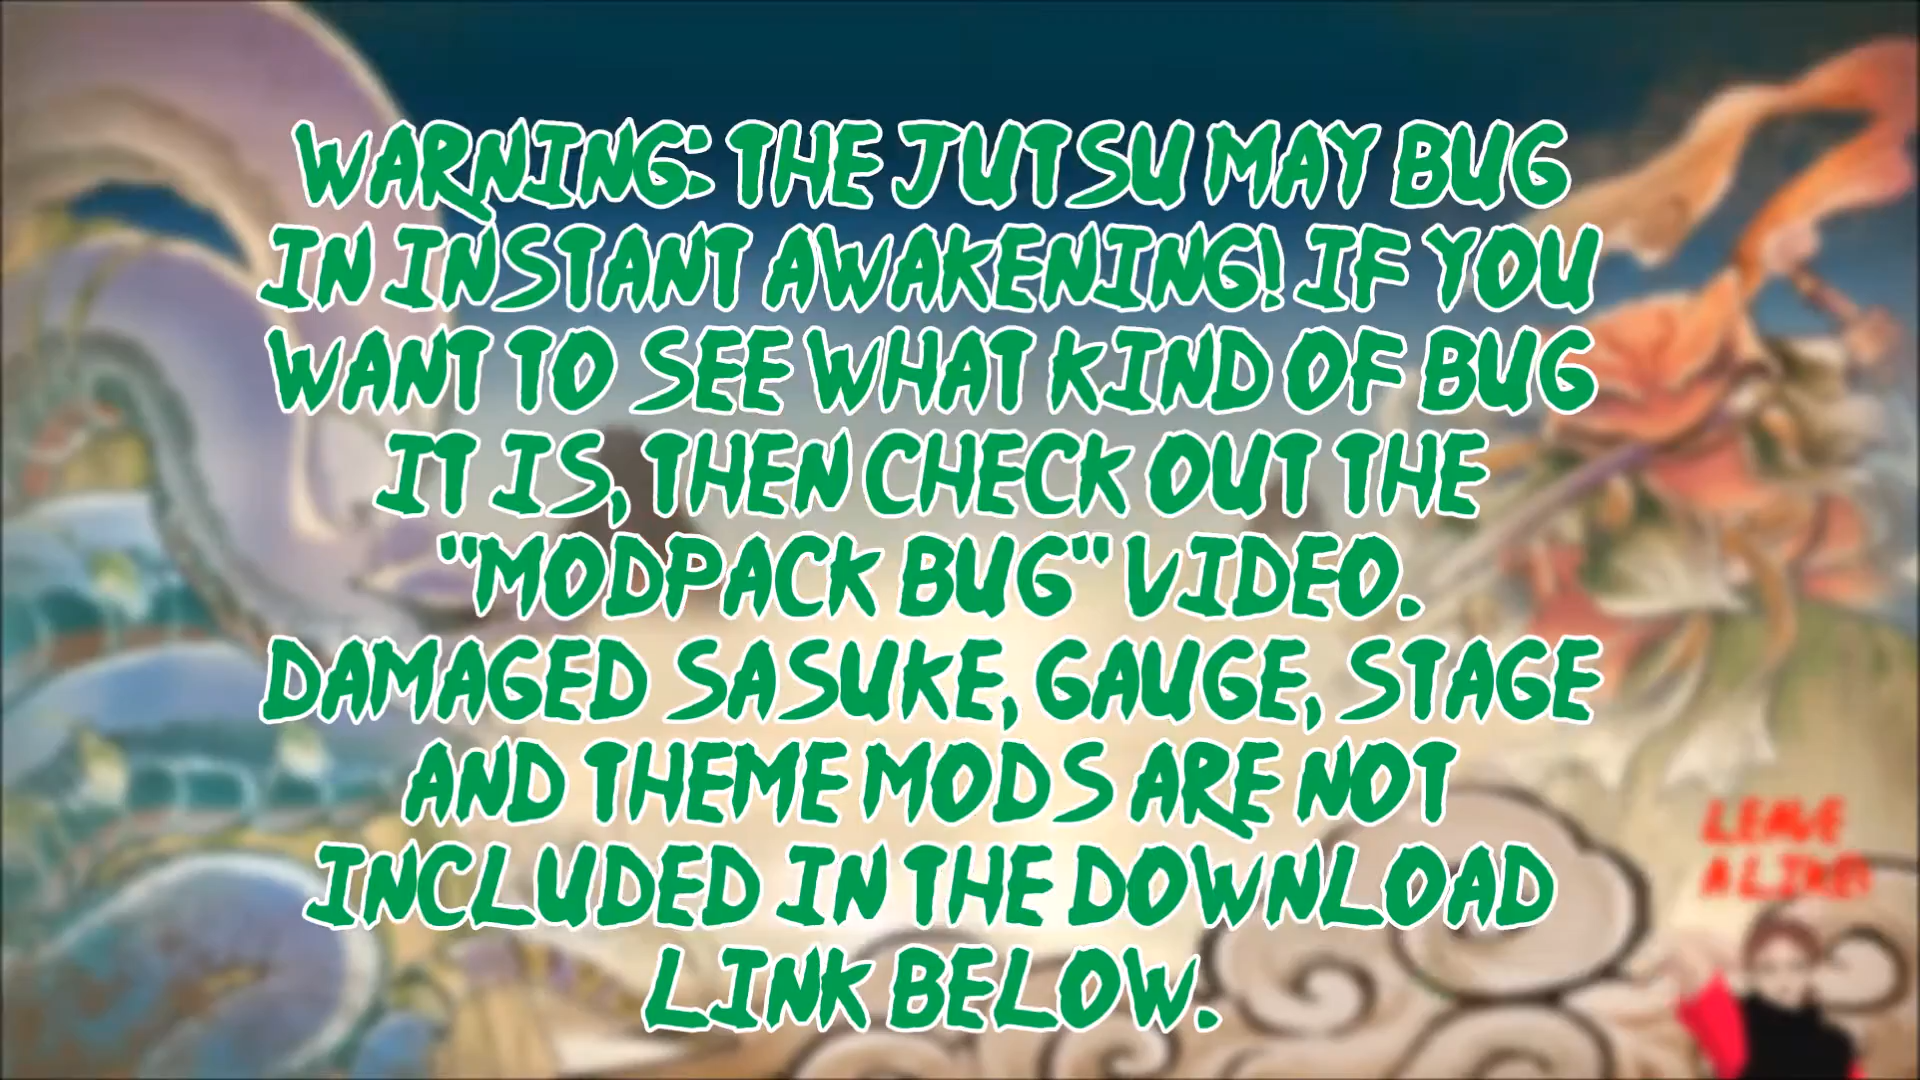 WARNING: THE JUTSU MAY BUG
IN INSTANT AWAKENING! IF YOU
WANT TO SEE WHAT KIND OF BUG
IT IS, THEN CHECK OUT THE
"MODPACK BUG" VIDEO.
DAMAGED SASUKE, GAUGE, STAGE
AND THEME MODS ARE NOT
INCLUDED IN THE DOWNLOAD
LINK BELOW.
LEAVE
A LIKE!